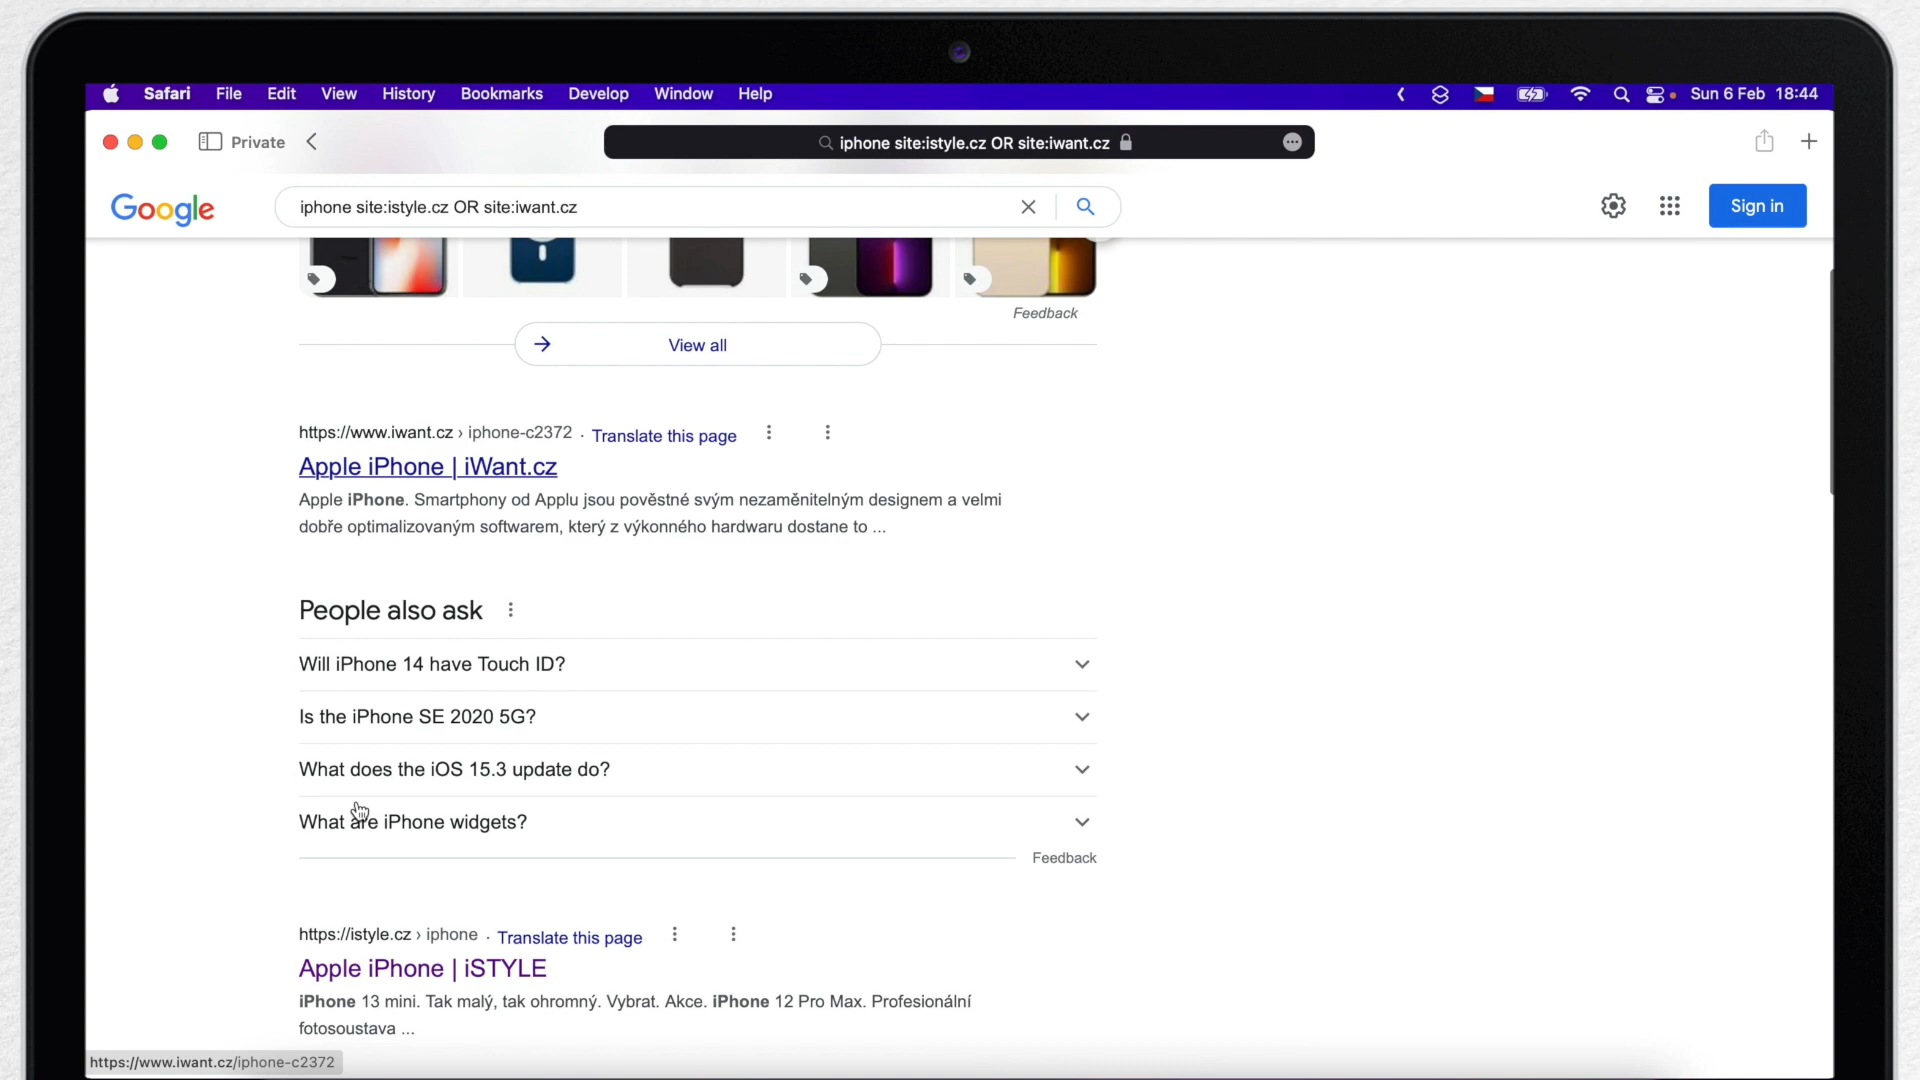 Safari File Edit View History Bookmarks Develop Window Help Sun 6 Feb 18:44
Private iphone site:istyle.cz OR site:iwant.cz
Google iphone site:istyle.cz OR site:iwant.cz Sign in
Feedback
View all
https://www.iwant.cz › iphone-c2372 · Translate this page
Apple iPhone | iWant.cz
Apple iPhone. Smartphony od Applu jsou pověstné svým nezaměnitelným designem a velmi
dobře optimalizovaným softwarem, který z výkonného hardwaru dostane to ...
People also ask
Will iPhone 14 have Touch ID?
Is the iPhone SE 2020 5G?
What does the iOS 15.3 update do?
What are iPhone widgets?
Feedback
https://istyle.cz › iphone · Translate this page
Apple iPhone | iSTYLE
iPhone 13 mini. Tak malý, tak ohromný. Vybrat. Akce. iPhone 12 Pro Max. Profesionální
fotosoustava ...
https://www.iwant.cz/iphone-c2372